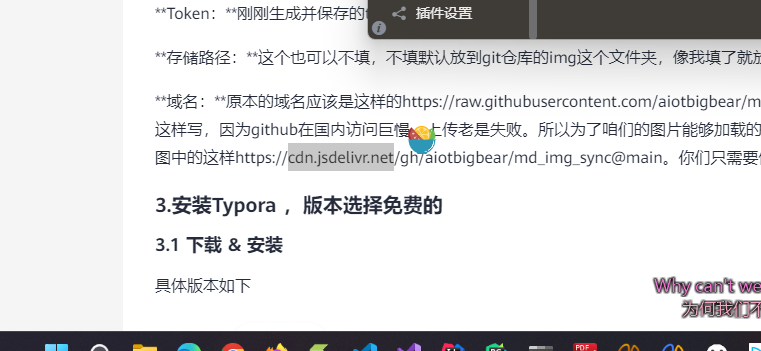 **Token：**刚刚生成并保存的
插件设置
**存储路径：**这个也可以不填，不填默认放到git仓库的img这个文件夹，像我填了就放
**域名：**原本的域名应该是这样的https://raw.githubusercontent.com/aiotbigbear/m
这样写，因为github在国内访问巨慢，上传老是失败。所以为了咱们的图片能够加载的
图中的这样https://cdn.jsdelivr.net/gh/aiotbigbear/md_img_sync@main。你们只需要
3.安装Typora ，版本选择免费的
3.1 下载 & 安装
具体版本如下
Why can't we
为何我们不
PDF